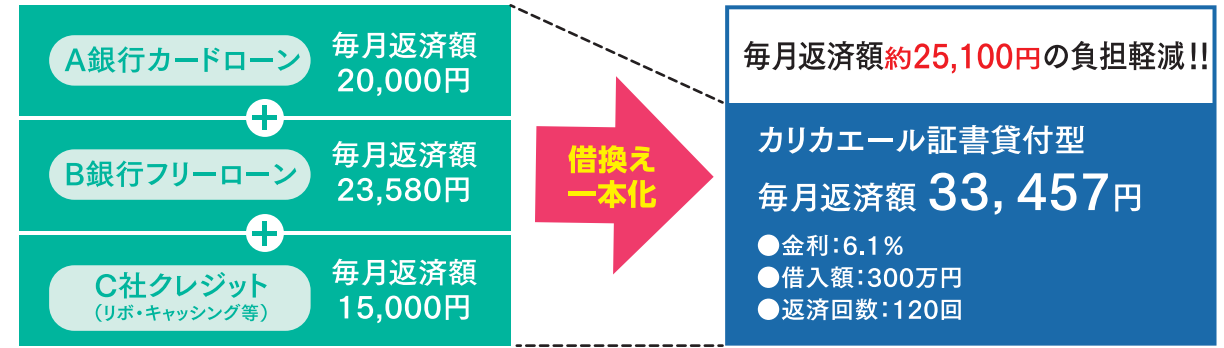 A銀行カードローン
毎月返済額
20,000円
+
B銀行フリーローン
毎月返済額
23,580円
+
C社クレジット
(リボ・キャッシング等)
毎月返済額
15,000円
借換え
一本化
毎月返済額約25,100円の負担軽減!!
カリカエール証書貸付型
毎月返済額 33,457円
●金利:6.1%
●借入額:300万円
●返済回数:120回